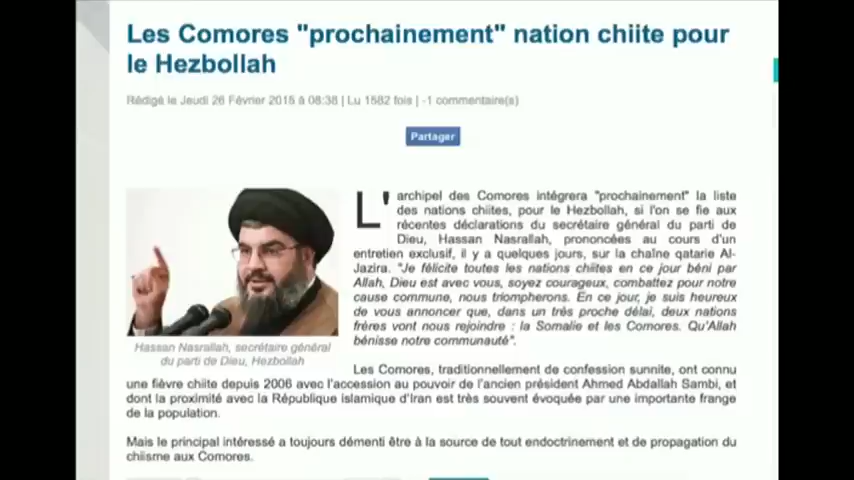 Les Comores "prochainement" nation chiite pour
le Hezbollah
Rédigé le Jeudi 26 Février 2015 à 08:38 | Lu 1582 fois | -1 commentaire(s)
Partager
L'archipel des Comores intégrera "prochainement" la liste
des nations chiites, pour le Hezbollah, si l'on se fie aux
récentes déclarations du secrétaire général du parti de
Dieu, Hassan Nasrallah, prononcées au cours d'un
entretien exclusif, il y a quelques jours, sur la chaîne qatarie Al-
Jazira. "Je félicite toutes les nations chiites en ce jour béni par
Allah, Dieu est avec vous, soyez courageux, combattez pour notre
cause commune, nous triompherons. En ce jour, je suis heureux
de vous annoncer que, dans un très proche délai, deux nations
frères vont nous rejoindre : la Somalie et les Comores. Qu'Allah
bénisse notre communauté".
Hassan Nasrallah, secrétaire général
du parti de Dieu, Hezbollah
Les Comores, traditionnellement de confession sunnite, ont connu
une fièvre chiite depuis 2006 avec l'accession au pouvoir de l'ancien président Ahmed Abdallah Sambi, et
dont la proximité avec la République islamique d'Iran est très souvent évoquée par une importante frange
de la population.
Mais le principal intéressé a toujours démenti être à la source de tout endoctrinement et de propagation du
chiisme aux Comores.